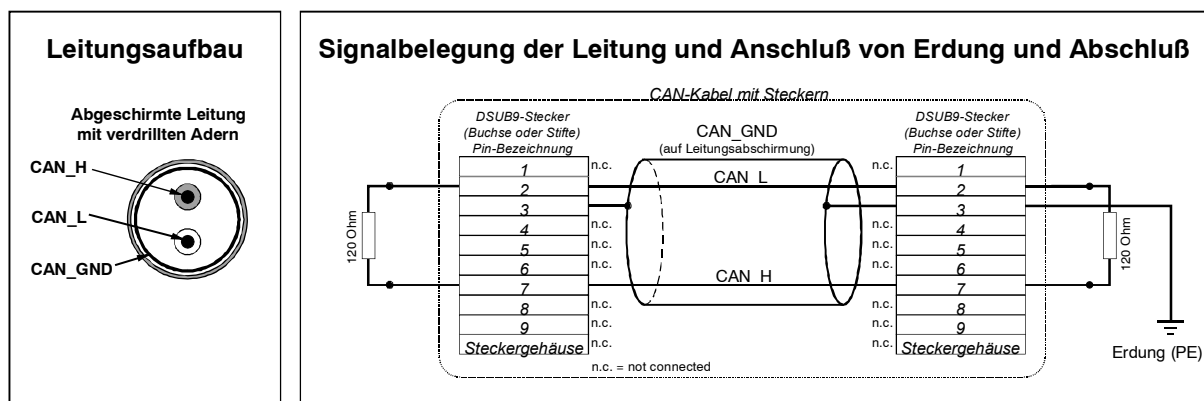 Leitungsaufbau
Abgeschirmte Leitung
mit verdrillten Adern
CAN_H
CAN_L
CAN_GND
Signalbelegung der Leitung und Anschluß von Erdung und Abschluß
CAN-Kabel mit Steckern
DSUB9-Stecker
(Buchse oder Stifte)
Pin-Bezeichnung
CAN_GND
(auf Leitungsabschirmung)
DSUB9-Stecker
(Buchse oder Stifte)
Pin-Bezeichnung
1 n.c. n.c. 1
2 CAN_L 2
3 3
4 n.c. n.c. 4
5 n.c. n.c. 5
6 n.c. n.c. 6
7 CAN_H 7
8 n.c. n.c. 8
9 n.c. n.c. 9
Steckergehäuse n.c. n.c. Steckergehäuse
120 Ohm
120 Ohm
Erdung (PE)
n.c. = not connected